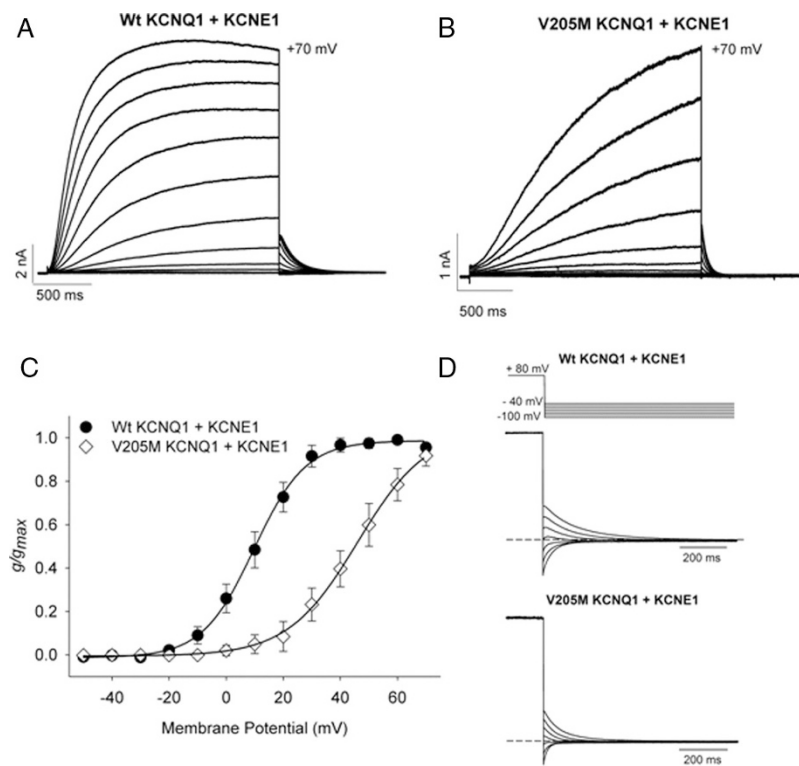 A
Wt KCNQ1 + KCNE1
+70 mV
2 nA
500 ms
B
V205M KCNQ1 + KCNE1
+70 mV
1 nA
500 ms
C
Wt KCNQ1 + KCNE1
V205M KCNQ1 + KCNE1
g/gmax
1.0
0.8
0.6
0.4
0.2
0.0
-40 -20 0 20 40 60
Membrane Potential (mV)
D
Wt KCNQ1 + KCNE1
+ 80 mV
- 40 mV
-100 mV
200 ms
V205M KCNQ1 + KCNE1
200 ms